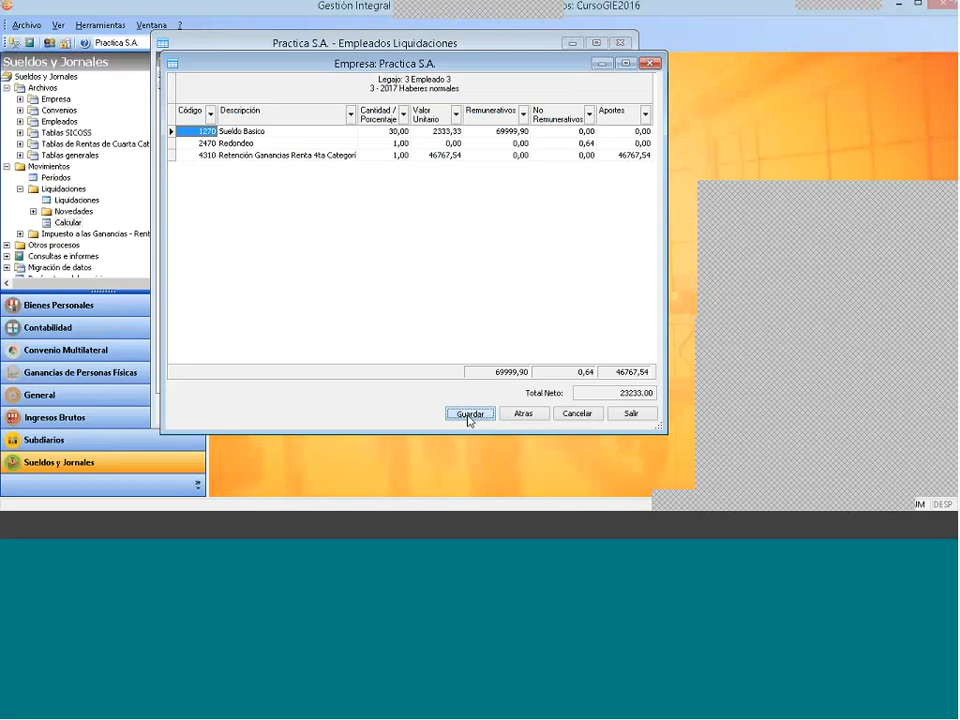 Gestión Integral
os: CursoGIE2016
Archivo Ver Herramientas Ventana ?
Practica S.A.
Practica S.A. - Empleados Liquidaciones
Empresa: Practica S.A.
Legajo: 3 Empleado 3
3 - 2017 Haberes normales
Código Descripción Cantidad / Porcentaje Valor Unitario Remunerativos No Remunerativos Aportes
1270 Sueldo Basico 30,00 2333,33 69999,90 0,00 0,00
2470 Redondeo 1,00 0,00 0,00 0,64 0,00
4310 Retención Ganancias Renta 4ta Categorí 1,00 46767,54 0,00 0,00 46767,54
69999,90 0,64 46767,54
Total Neto: 23233.00
Guardar Atras Cancelar Salir
Sueldos y Jornales
Sueldos y Jornales
Archivos
Empresa
Convenios
Empleados
Tablas SICOSS
Tablas de Rentas de Cuarta Cat
Tablas generales
Movimientos
Periodos
Liquidaciones
Liquidaciones
Novedades
Calcular
Impuesto a las Ganancias - Rent
Otros procesos
Consultas e informes
Migración de datos
Bienes Personales
Contabilidad
Convenio Multilateral
Ganancias de Personas Físicas
General
Ingresos Brutos
Subdiarios
Sueldos y Jornales
UM DESP